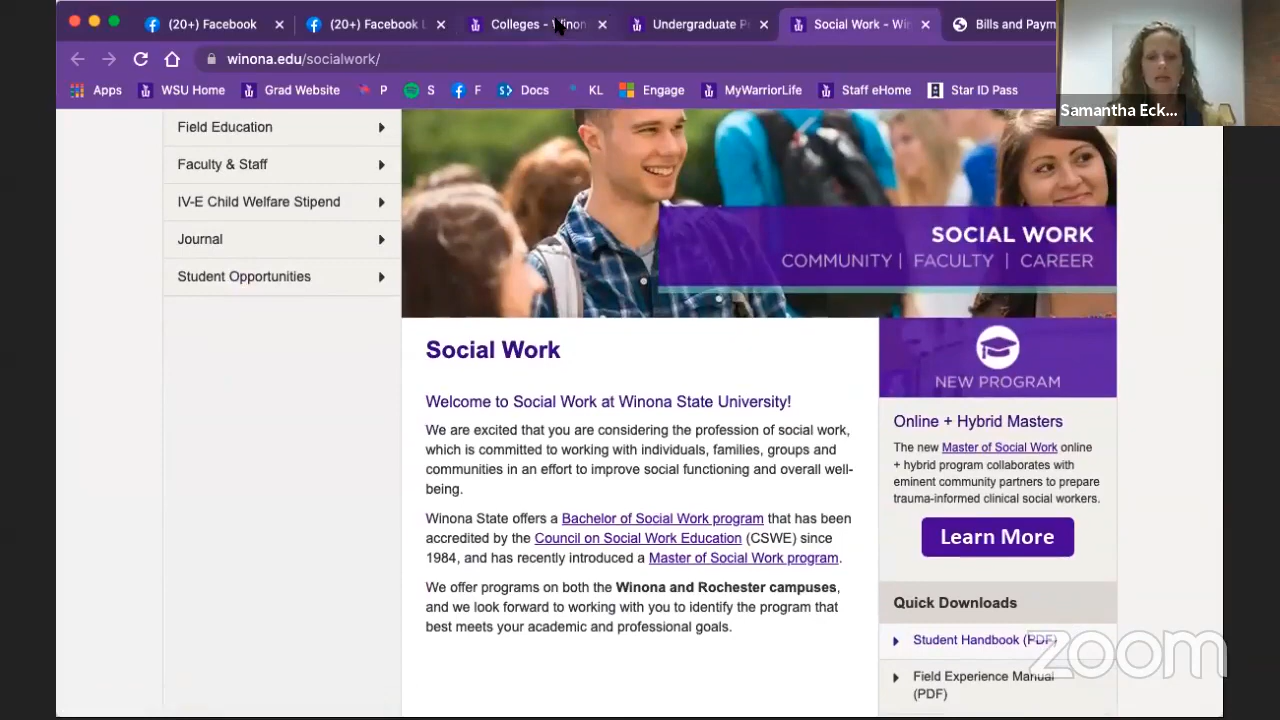 (20+) Facebook
(20+) Facebook L
Colleges - Winon
Undergraduate P
Social Work - Wi
Bills and Paym
winona.edu/socialwork/
Apps
WSU Home
Grad Website
P
S
F
Docs
KL
Engage
MyWarriorLife
Staff eHome
Star ID Pass
Samantha Eck...
Field Education
Faculty & Staff
IV-E Child Welfare Stipend
Journal
Student Opportunities
SOCIAL WORK
COMMUNITY | FACULTY | CAREER
Social Work
Welcome to Social Work at Winona State University!
We are excited that you are considering the profession of social work,
which is committed to working with individuals, families, groups and
communities in an effort to improve social functioning and overall well-
being.
Winona State offers a Bachelor of Social Work program that has been
accredited by the Council on Social Work Education (CSWE) since
1984, and has recently introduced a Master of Social Work program.
We offer programs on both the Winona and Rochester campuses,
and we look forward to working with you to identify the program that
best meets your academic and professional goals.
NEW PROGRAM
Online + Hybrid Masters
The new Master of Social Work online
+ hybrid program collaborates with
eminent community partners to prepare
trauma-informed clinical social workers.
Learn More
Quick Downloads
Student Handbook (PDF)
Field Experience Manual
(PDF)
zoom